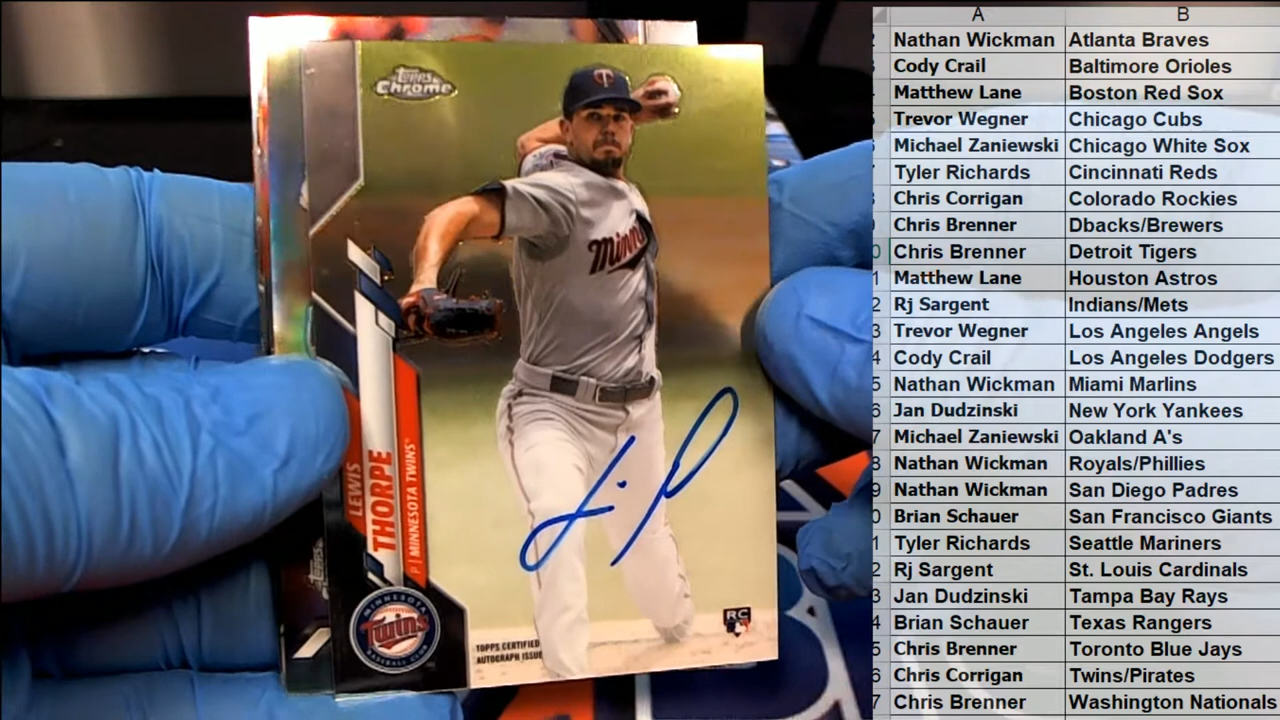 Topps
Chrome
T
Minn
LEWIS
THORPE
P | MINNESOTA TWINS
MINNESOTA
Twins
BASEBALL CLUB
TOPPS CERTIFIED
AUTOGRAPH ISSUE
RC
A B
Nathan Wickman Atlanta Braves
Cody Crail Baltimore Orioles
Matthew Lane Boston Red Sox
Trevor Wegner Chicago Cubs
Michael Zaniewski Chicago White Sox
Tyler Richards Cincinnati Reds
Chris Corrigan Colorado Rockies
Chris Brenner Dbacks/Brewers
Chris Brenner Detroit Tigers
Matthew Lane Houston Astros
Rj Sargent Indians/Mets
Trevor Wegner Los Angeles Angels
Cody Crail Los Angeles Dodgers
Nathan Wickman Miami Marlins
Jan Dudzinski New York Yankees
Michael Zaniewski Oakland A's
Nathan Wickman Royals/Phillies
Nathan Wickman San Diego Padres
Brian Schauer San Francisco Giants
Tyler Richards Seattle Mariners
Rj Sargent St. Louis Cardinals
Jan Dudzinski Tampa Bay Rays
Brian Schauer Texas Rangers
Chris Brenner Toronto Blue Jays
Chris Corrigan Twins/Pirates
Chris Brenner Washington Nationals